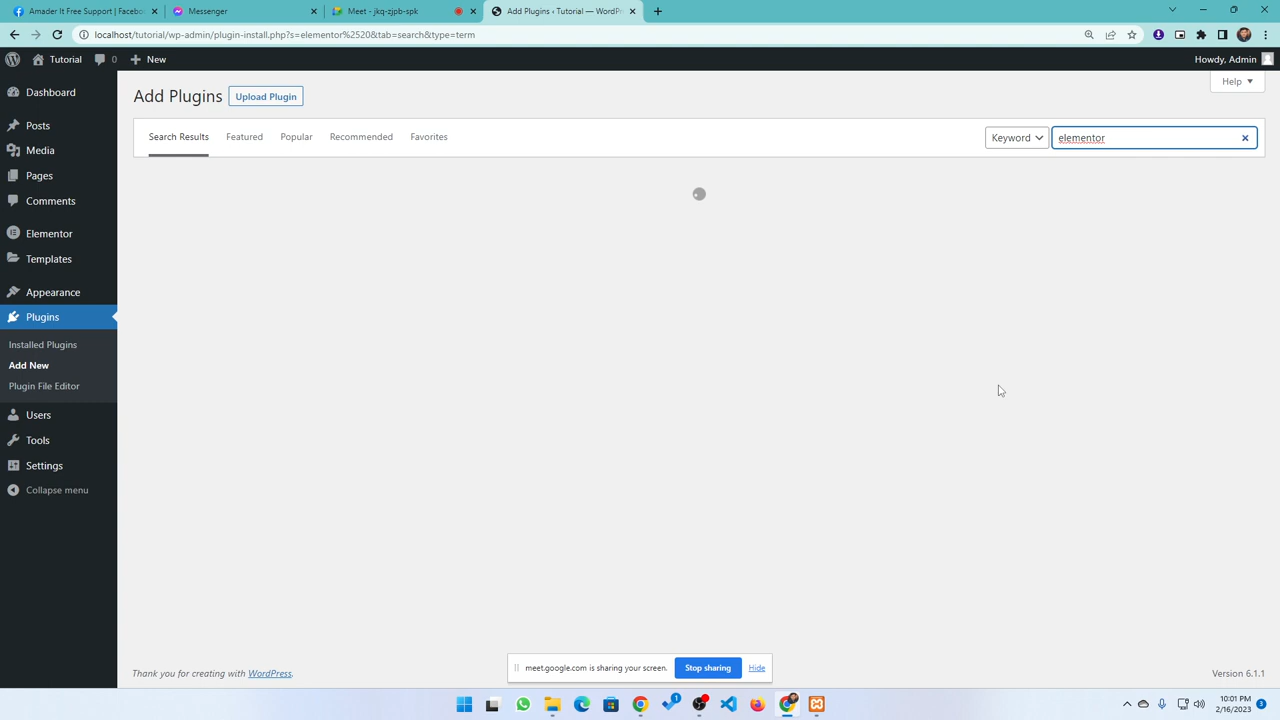 Amader It Free Support | Facebo
Messenger
Meet - jkq-zjpb-spk
Add Plugins ‹ Tutorial — WordPr
localhost/tutorial/wp-admin/plugin-install.php?s=elementor%2520&tab=search&type=term
Tutorial
0
New
Howdy, Admin
Help
Add Plugins
Upload Plugin
Search Results
Featured
Popular
Recommended
Favorites
Keyword
elementor
Dashboard
Posts
Media
Pages
Comments
Elementor
Templates
Appearance
Plugins
Installed Plugins
Add New
Plugin File Editor
Users
Tools
Settings
Collapse menu
Thank you for creating with WordPress.
Version 6.1.1
meet.google.com is sharing your screen.
Stop sharing
Hide
1
10:01 PM
2/16/2023
3